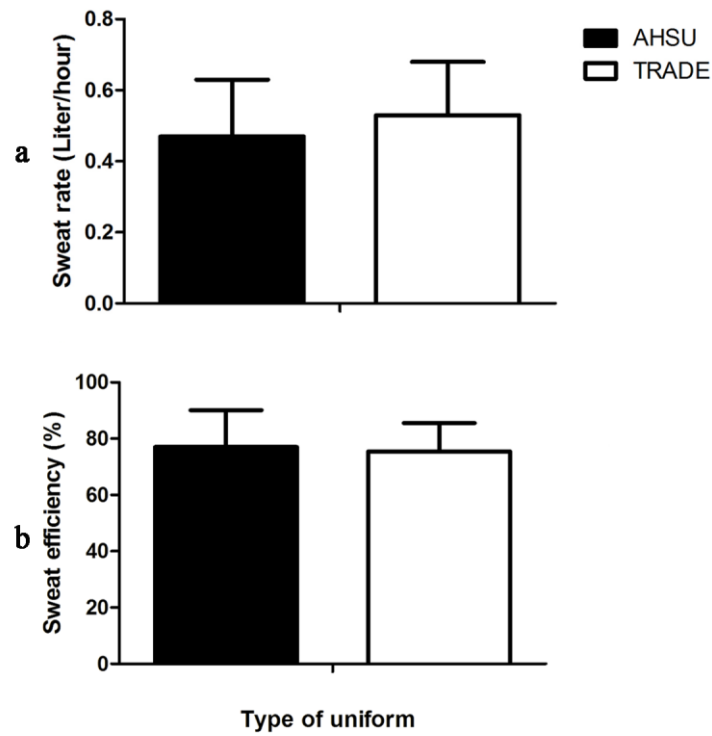 AHSU
TRADE
a
Sweat rate (Liter/hour)
0.8
0.6
0.4
0.2
0.0
b
Sweat efficiency (%)
100
80
60
40
20
0
Type of uniform